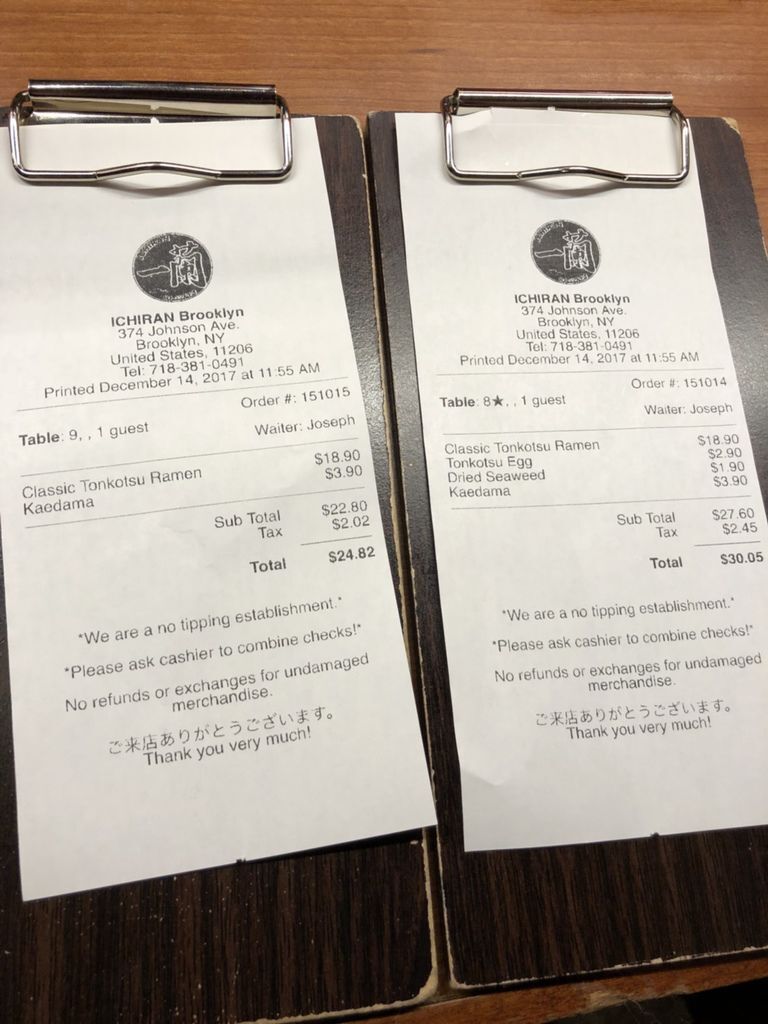 一蘭
ICHIRAN Brooklyn
374 Johnson Ave.
Brooklyn, NY
United States, 11206
Tel: 718-381-0491
Printed December 14, 2017 at 11:55 AM
Order #: 151015
Table: 9, , 1 guest
Waiter: Joseph
Classic Tonkotsu Ramen $18.90
Kaedama $3.90
Sub Total $22.80
Tax $2.02
Total $24.82
*We are a no tipping establishment.*
*Please ask cashier to combine checks!*
No refunds or exchanges for undamaged
merchandise.
ご来店ありがとうございます。
Thank you very much!
一蘭
ICHIRAN Brooklyn
374 Johnson Ave.
Brooklyn, NY
United States, 11206
Tel: 718-381-0491
Printed December 14, 2017 at 11:55 AM
Order #: 151014
Table: 8★, , 1 guest
Waiter: Joseph
Classic Tonkotsu Ramen $18.90
Tonkotsu Egg $2.90
Dried Seaweed $1.90
Kaedama $3.90
Sub Total $27.60
Tax $2.45
Total $30.05
*We are a no tipping establishment.*
*Please ask cashier to combine checks!*
No refunds or exchanges for undamaged
merchandise.
ご来店ありがとうございます。
Thank you very much!